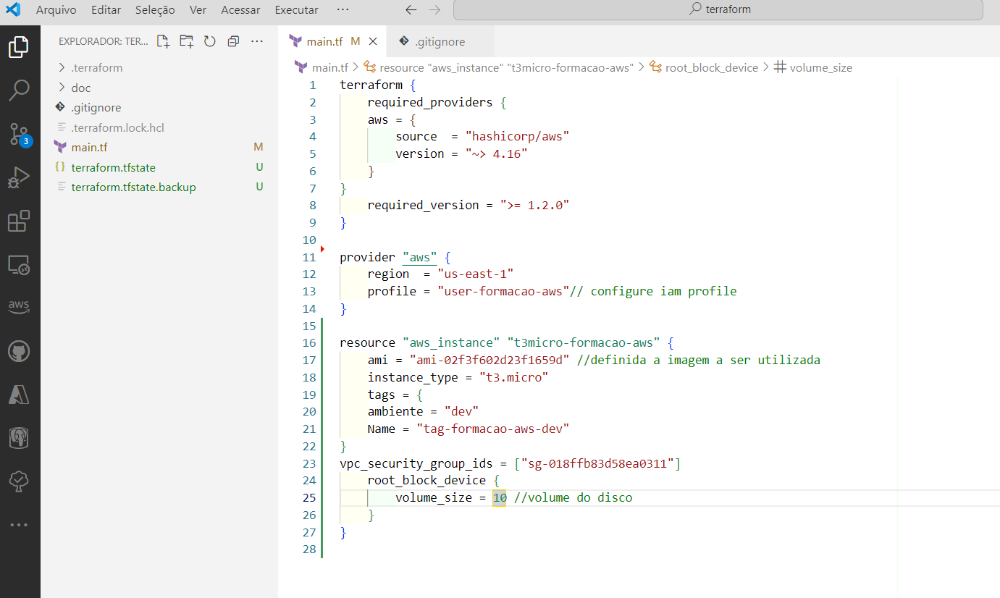 Arquivo Editar Seleção Ver Acessar Executar ··· terraform
EXPLORADOR: TER... ···
main.tf M
.gitignore
main.tf > resource "aws_instance" "t3micro-formacao-aws" > root_block_device > volume_size
.terraform
doc
.gitignore
.terraform.lock.hcl
main.tf M
terraform.tfstate U
terraform.tfstate.backup U
3
aws
1 terraform {
2 required_providers {
3 aws = {
4 source  = "hashicorp/aws"
5 version = "~> 4.16"
6 }
7 }
8 required_version = ">= 1.2.0"
9 }
10
11 provider "aws" {
12 region  = "us-east-1"
13 profile = "user-formacao-aws"// configure iam profile
14 }
15
16 resource "aws_instance" "t3micro-formacao-aws" {
17 ami = "ami-02f3f602d23f1659d" //definida a imagem a ser utilizada
18 instance_type = "t3.micro"
19 tags = {
20 ambiente = "dev"
21 Name = "tag-formacao-aws-dev"
22 }
23 vpc_security_group_ids = ["sg-018ffb83d58ea0311"]
24 root_block_device {
25 volume_size = 10 //volume do disco
26 }
27 }
28